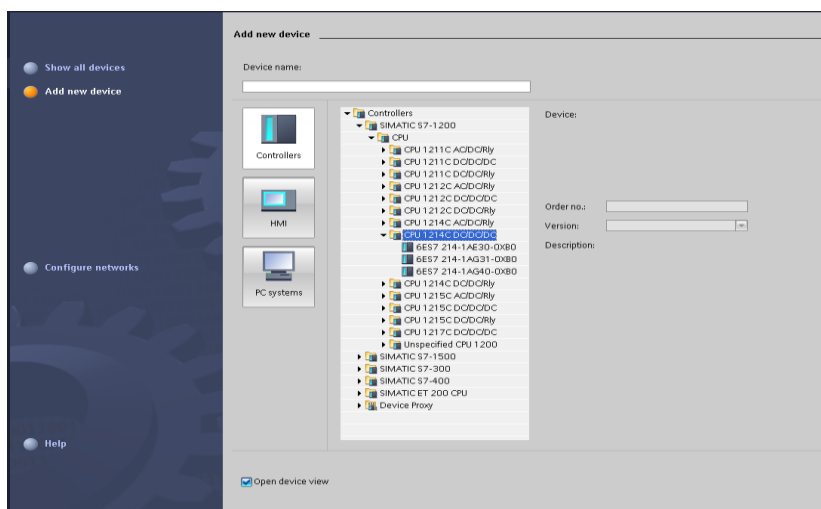 Add new device
Show all devices
Add new device
Configure networks
Help
Device name:
Controllers
HMI
PC systems
Controllers
SIMATIC S7-1200
CPU
CPU 1211C AC/DC/Rly
CPU 1211C DC/DC/DC
CPU 1211C DC/DC/Rly
CPU 1212C AC/DC/Rly
CPU 1212C DC/DC/DC
CPU 1212C DC/DC/Rly
CPU 1214C AC/DC/Rly
CPU 1214C DC/DC/DC
6ES7 214-1AE30-0XB0
6ES7 214-1AG31-0XB0
6ES7 214-1AG40-0XB0
CPU 1214C DC/DC/Rly
CPU 1215C AC/DC/Rly
CPU 1215C DC/DC/DC
CPU 1215C DC/DC/Rly
CPU 1217C DC/DC/DC
Unspecified CPU 1200
SIMATIC S7-1500
SIMATIC S7-300
SIMATIC S7-400
SIMATIC ET 200 CPU
Device Proxy
Device:
Order no.:
Version:
Description:
Open device view